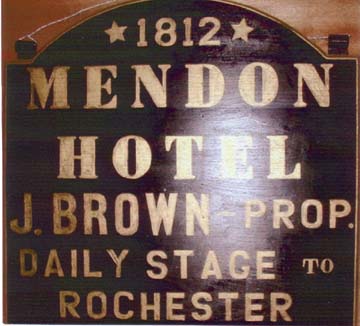 ★ 1812 ★
MENDON
HOTEL
J. BROWN - PROP.
DAILY STAGE TO
ROCHESTER